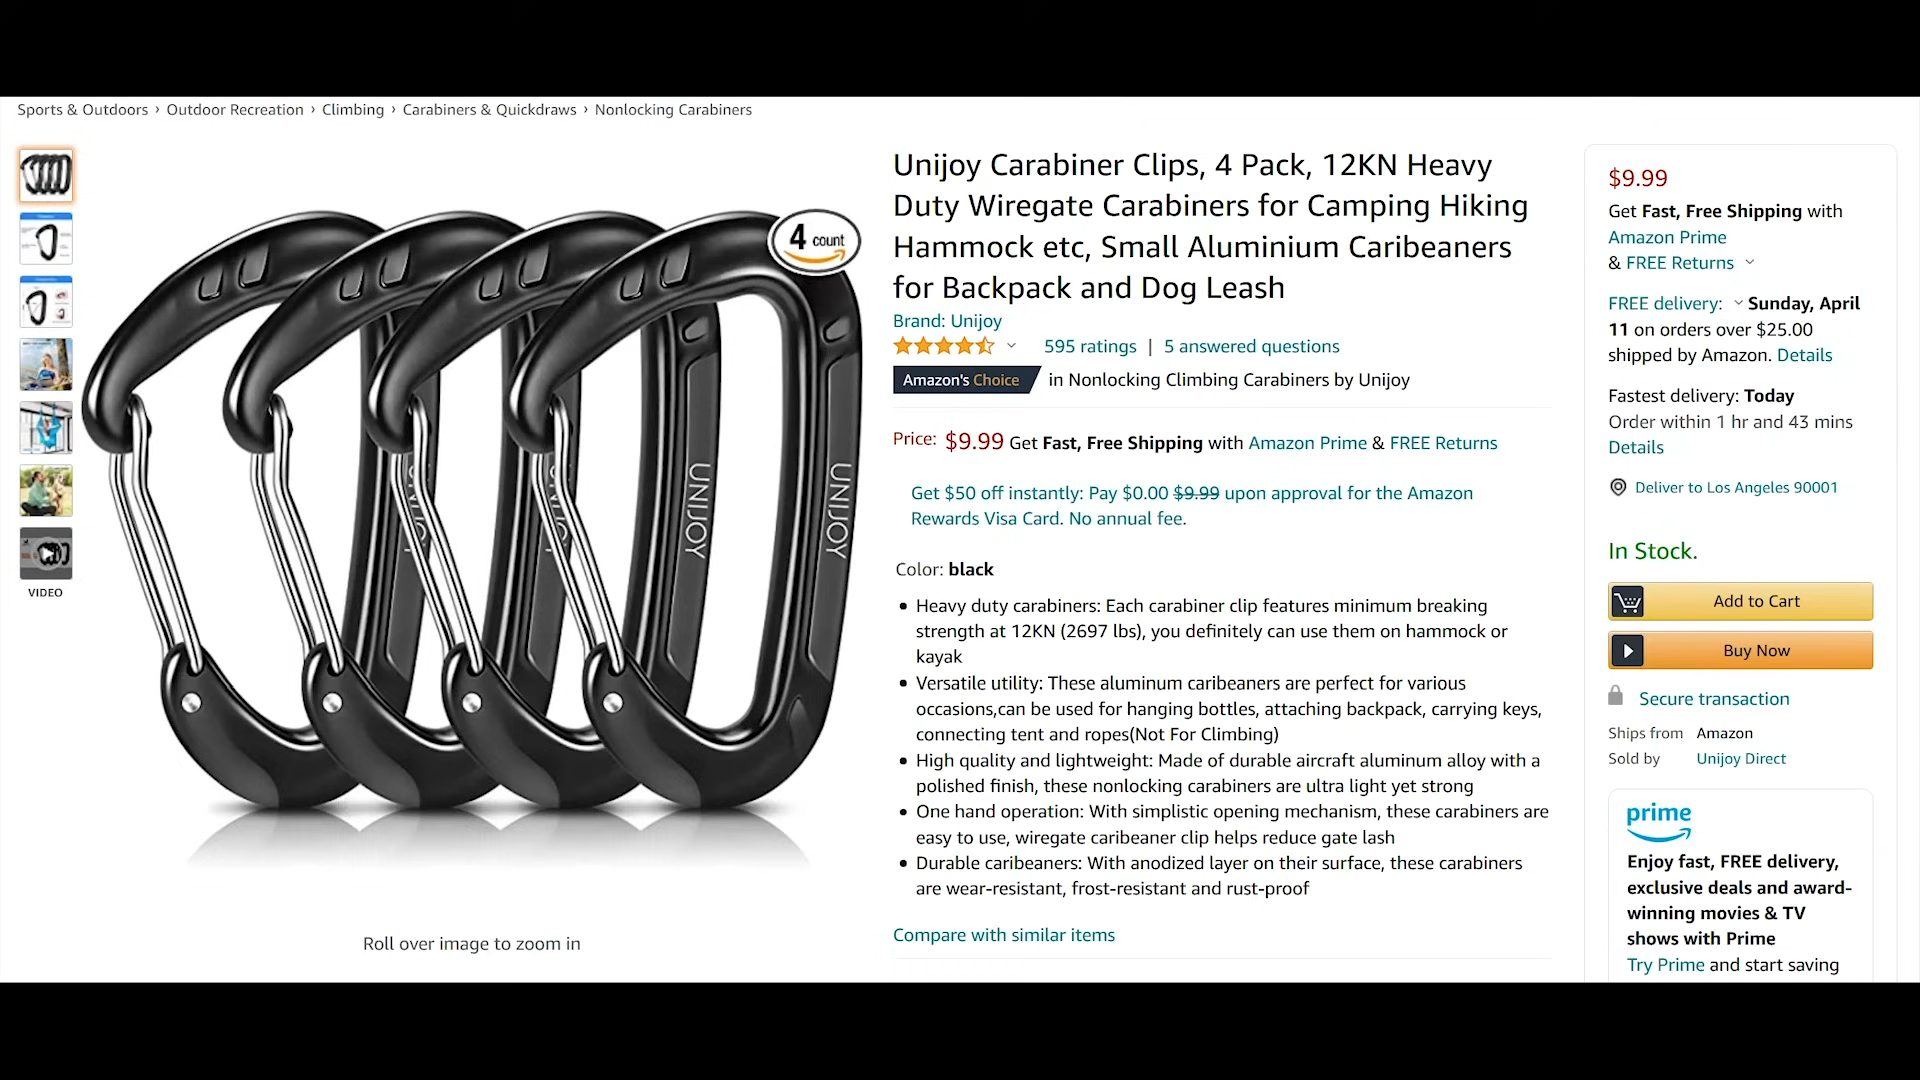 Sports & Outdoors › Outdoor Recreation › Climbing › Carabiners & Quickdraws › Nonlocking Carabiners
4 count
UNIJOY
UNIJOY
VIDEO
Roll over image to zoom in
Unijoy Carabiner Clips, 4 Pack, 12KN Heavy
Duty Wiregate Carabiners for Camping Hiking
Hammock etc, Small Aluminium Caribeaners
for Backpack and Dog Leash
Brand: Unijoy
595 ratings | 5 answered questions
Amazon's Choice in Nonlocking Climbing Carabiners by Unijoy
Price: $9.99 Get Fast, Free Shipping with Amazon Prime & FREE Returns
Get $50 off instantly: Pay $0.00 $9.99 upon approval for the Amazon
Rewards Visa Card. No annual fee.
Color: black
• Heavy duty carabiners: Each carabiner clip features minimum breaking
strength at 12KN (2697 lbs), you definitely can use them on hammock or
kayak
• Versatile utility: These aluminum caribeaners are perfect for various
occasions,can be used for hanging bottles, attaching backpack, carrying keys,
connecting tent and ropes(Not For Climbing)
• High quality and lightweight: Made of durable aircraft aluminum alloy with a
polished finish, these nonlocking carabiners are ultra light yet strong
• One hand operation: With simplistic opening mechanism, these carabiners are
easy to use, wiregate caribeaner clip helps reduce gate lash
• Durable caribeaners: With anodized layer on their surface, these carabiners
are wear-resistant, frost-resistant and rust-proof
Compare with similar items
$9.99
Get Fast, Free Shipping with
Amazon Prime
& FREE Returns
FREE delivery: Sunday, April
11 on orders over $25.00
shipped by Amazon. Details
Fastest delivery: Today
Order within 1 hr and 43 mins
Details
Deliver to Los Angeles 90001
In Stock.
Add to Cart
Buy Now
Secure transaction
Ships from Amazon
Sold by Unijoy Direct
prime
Enjoy fast, FREE delivery,
exclusive deals and award-
winning movies & TV
shows with Prime
Try Prime and start saving